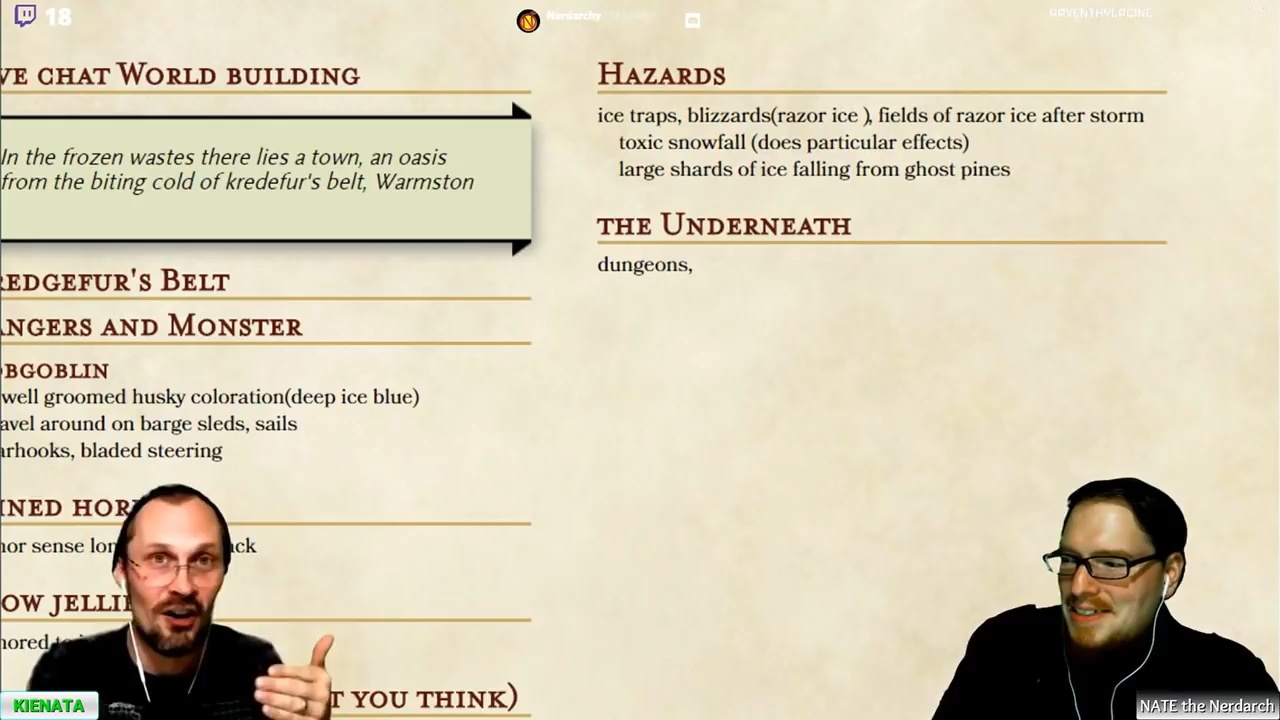 18
Nerdarchy
RAVENTHYLACINE
VE CHAT WORLD BUILDING
In the frozen wastes there lies a town, an oasis
from the biting cold of kredefur's belt, Warmston
REDGEFUR'S BELT
ANGERS AND MONSTER
OBGOBLIN
well groomed husky coloration(deep ice blue)
avel around on barge sleds, sails
arhooks, bladed steering
INED HOR
nor sense lon ck
OW JELLI
hored
T YOU THINK)
HAZARDS
ice traps, blizzards(razor ice ), fields of razor ice after storm
toxic snowfall (does particular effects)
large shards of ice falling from ghost pines
THE UNDERNEATH
dungeons,
KIENATA
NATE the Nerdarch